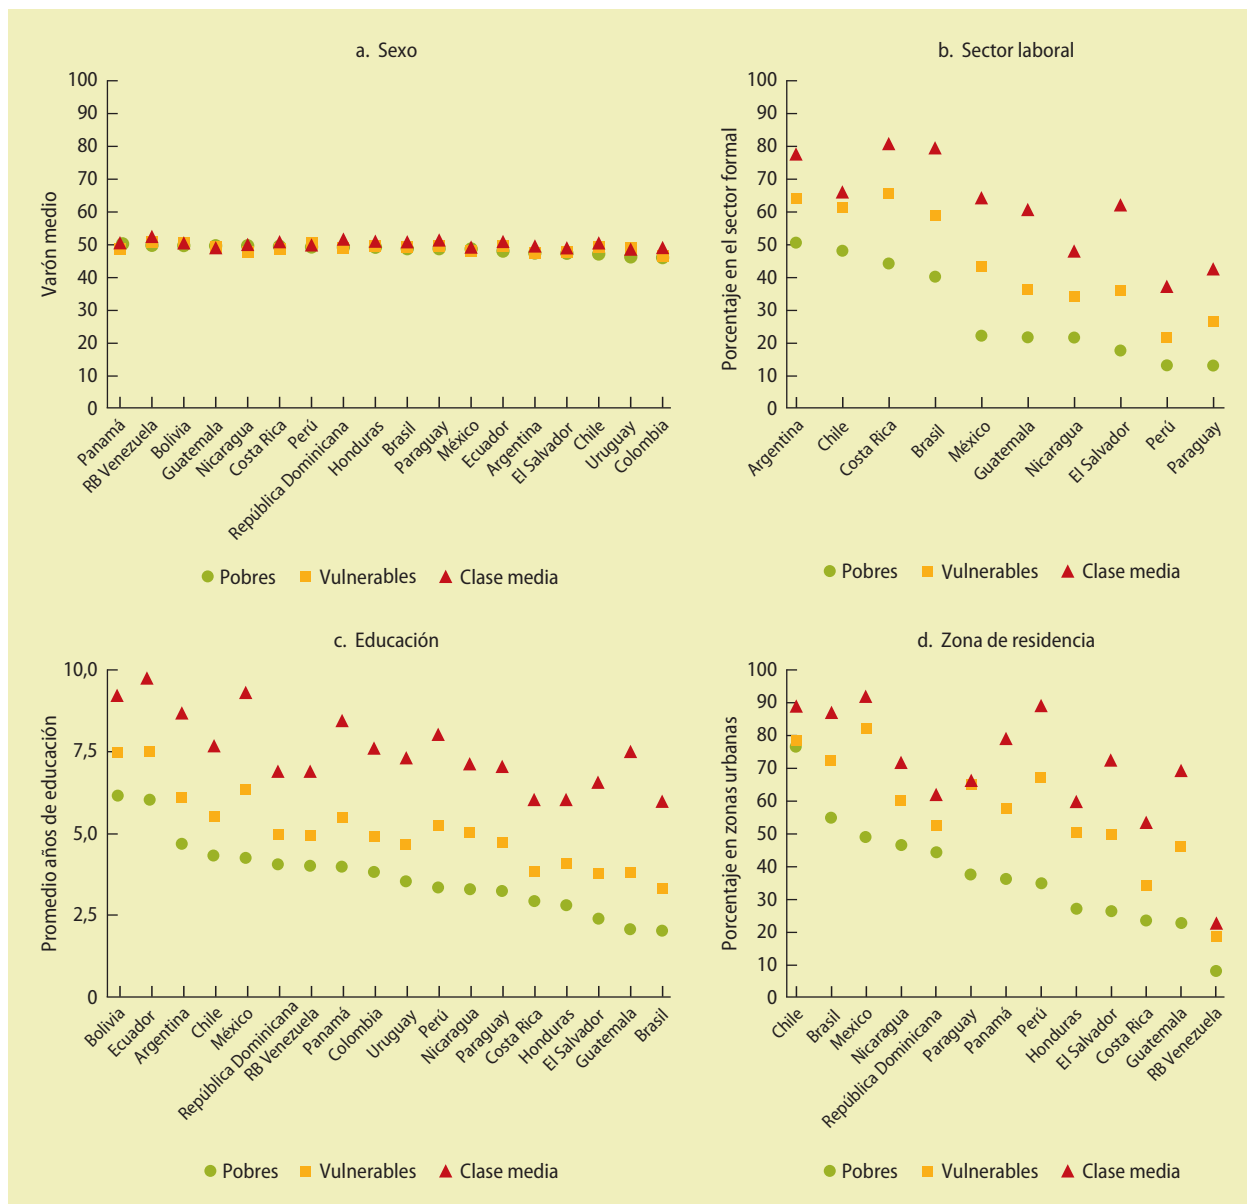 a. Sexo
100
90
80
70
60
50
40
30
20
10
0
Varón medio
Panamá
RB Venezuela
Bolivia
Guatemala
Nicaragua
Costa Rica
Perú
República Dominicana
Honduras
Brasil
Paraguay
México
Ecuador
Argentina
El Salvador
Chile
Uruguay
Colombia
Pobres Vulnerables Clase media
b. Sector laboral
100
90
80
70
60
50
40
30
20
10
0
Porcentaje en el sector formal
Argentina
Chile
Costa Rica
Brasil
México
Guatemala
Nicaragua
El Salvador
Perú
Paraguay
Pobres Vulnerables Clase media
c. Educación
10,0
7,5
5,0
2,5
0
Promedio años de educación
Bolivia
Ecuador
Argentina
Chile
México
República Dominicana
RB Venezuela
Panamá
Colombia
Uruguay
Perú
Nicaragua
Paraguay
Costa Rica
Honduras
El Salvador
Guatemala
Brasil
Pobres Vulnerables Clase media
d. Zona de residencia
100
90
80
70
60
50
40
30
20
10
0
Porcentaje en zonas urbanas
Chile
Brasil
Mexico
Nicaragua
República Dominicana
Paraguay
Panamá
Perú
Honduras
El Salvador
Costa Rica
Guatemala
RB Venezuela
Pobres Vulnerables Clase media